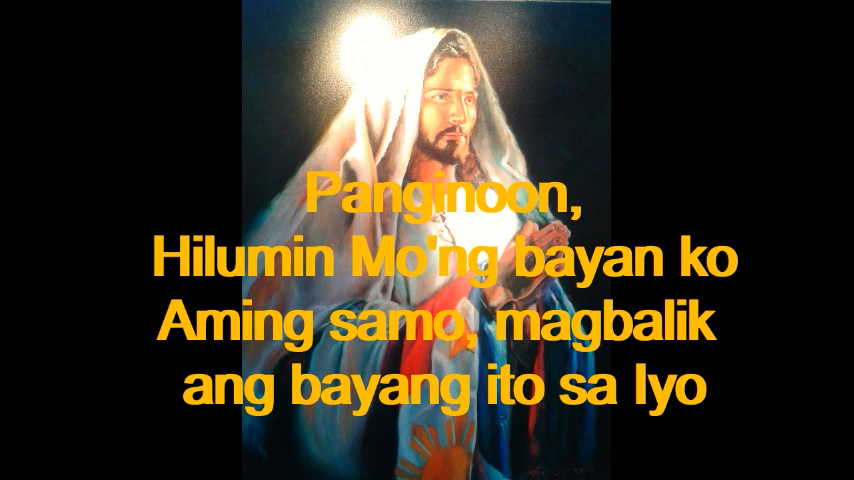 Panginoon,
Hilumin Mo'ng bayan ko
Aming samo, magbalik
ang bayang ito sa Iyo